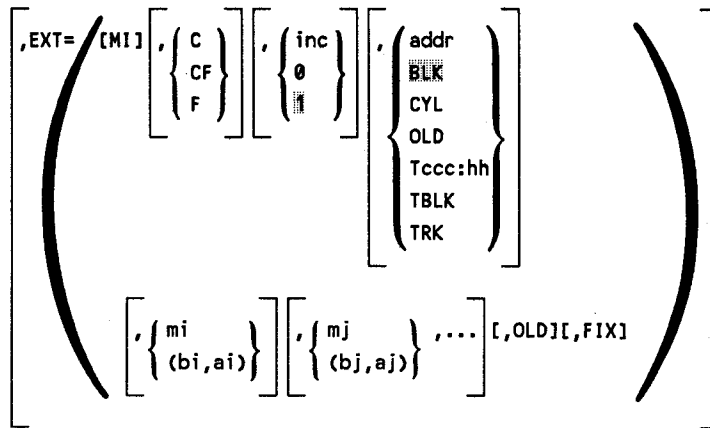 ,EXT= ( [MI] [, { C [, { inc [, { addr
CF 0 BLK
F 1 CYL
OLD
Tccc:hh
TBLK
TRK
[, { mi [, { mj ,... ] [,OLD][,FIX]
(bi,ai) } ] (bj,aj) }